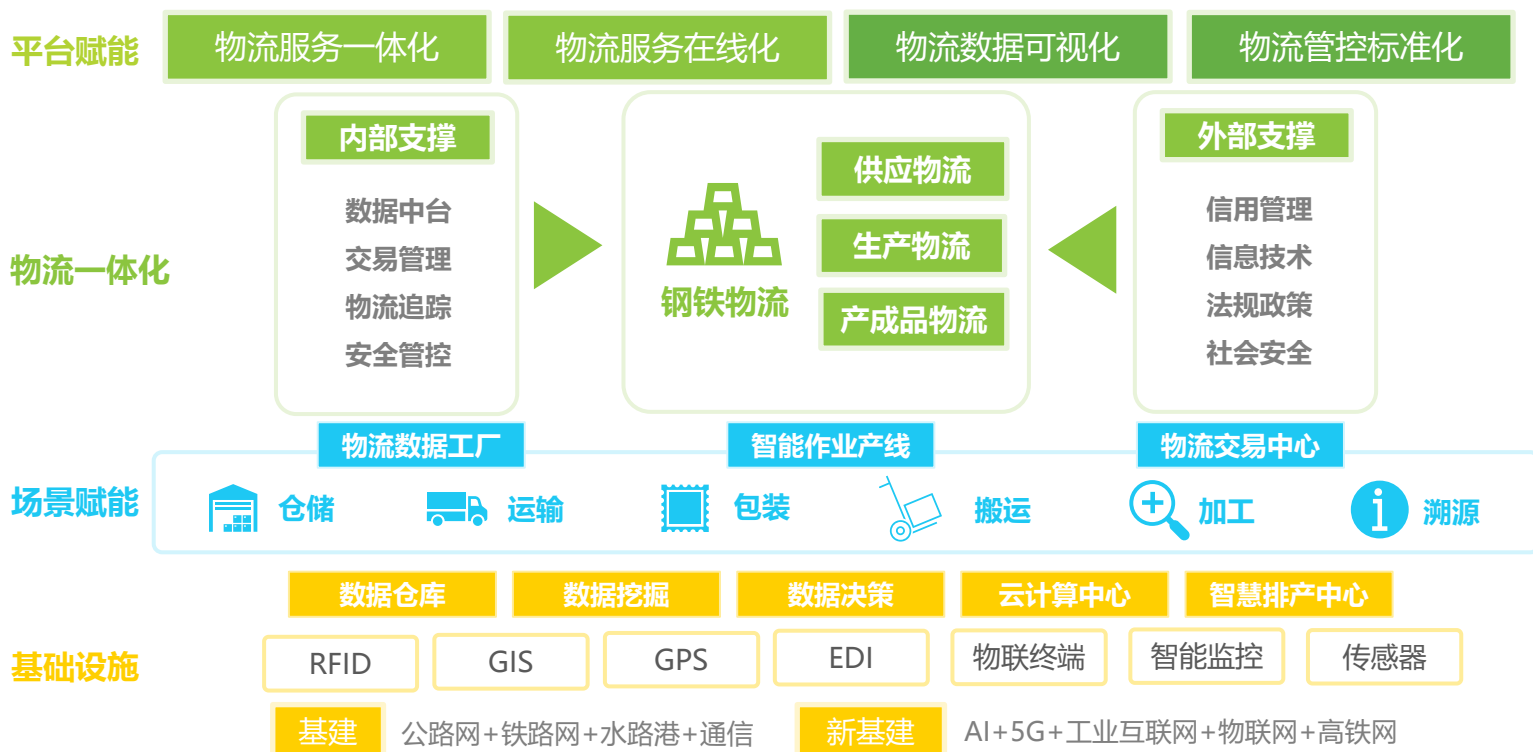 平台赋能
物流服务一体化
物流服务在线化
物流数据可视化
物流管控标准化
物流一体化
内部支撑
数据中台
交易管理
物流追踪
安全管控
钢铁物流
供应物流
生产物流
产成品物流
外部支撑
信用管理
信息技术
法规政策
社会安全
场景赋能
物流数据工厂
智能作业产线
物流交易中心
仓储
运输
包装
搬运
加工
溯源
基础设施
数据仓库
数据挖掘
数据决策
云计算中心
智慧排产中心
RFID
GIS
GPS
EDI
物联终端
智能监控
传感器
基建
公路网+铁路网+水路港+通信
新基建
AI+5G+工业互联网+物联网+高铁网